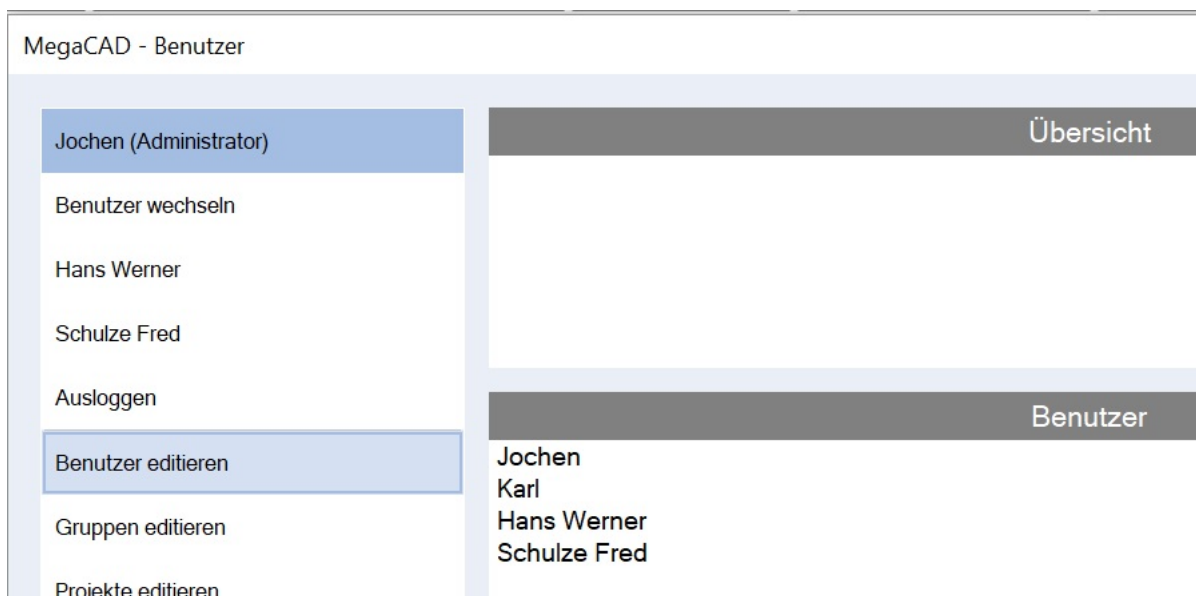 MegaCAD - Benutzer
Jochen (Administrator)
Benutzer wechseln
Hans Werner
Schulze Fred
Ausloggen
Benutzer editieren
Gruppen editieren
Projekte editieren
Übersicht
Benutzer
Jochen
Karl
Hans Werner
Schulze Fred